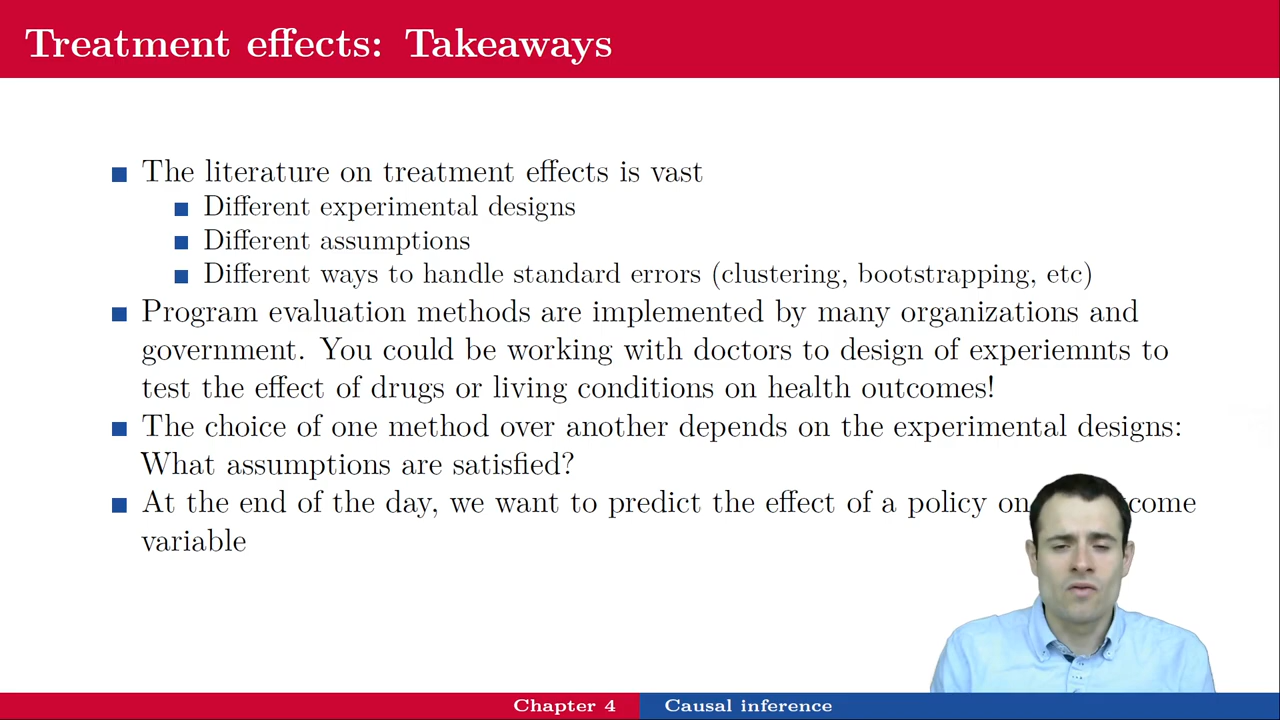 Treatment effects: Takeaways
The literature on treatment effects is vast
Different experimental designs
Different assumptions
Different ways to handle standard errors (clustering, bootstrapping, etc)
Program evaluation methods are implemented by many organizations and
government. You could be working with doctors to design of experiemnts to
test the effect of drugs or living conditions on health outcomes!
The choice of one method over another depends on the experimental designs:
What assumptions are satisfied?
At the end of the day, we want to predict the effect of a policy on come
variable
Chapter 4 Causal inference